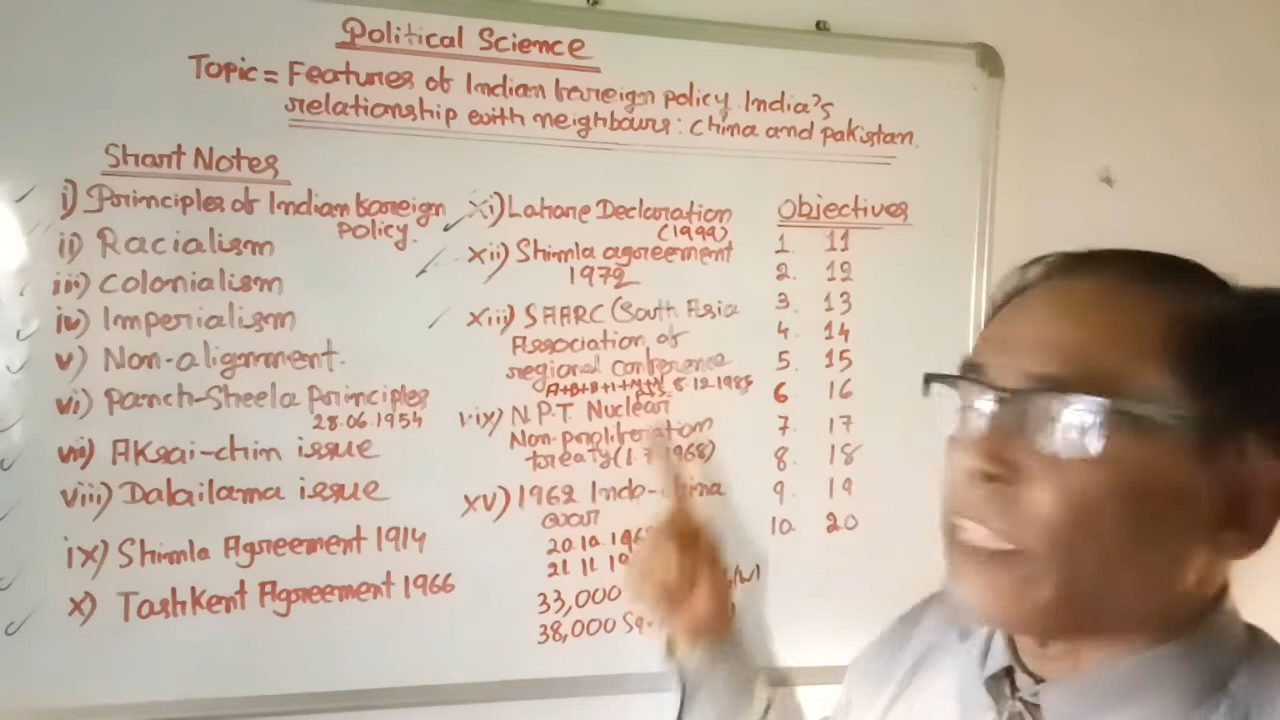 Political Science
Topic = Features of Indian foreign policy. India's
relationship with neighbours: China and pakistan.
Short Notes
i) Principles of Indian foreign
policy.
ii) Racialism
iii) Colonialism
iv) Imperialism
v) Non-alignment.
vi) Panch-Sheela Principles
28.06.1954
vii) Aksai-chin issue
viii) Dalailama issue
ix) Shimla Agreement 1914
x) Tashkent Agreement 1966
xi) Lahore Declaration
(1999)
xii) Shimla agreement
1972
xiii) SAARC (South Asia
Association of
regional conference
A+B+B+I+M+N 8.12.1985
vix) N.P.T. Nuclear
Non-proliferation
treaty (1.7.1968)
xv) 1962 Indo-China
war
20.10.196
21 11 19
33,000
38,000 Sq.
Objectives
1. 11
2. 12
3. 13
4. 14
5. 15
6. 16
7. 17
8. 18
9. 19
10. 20